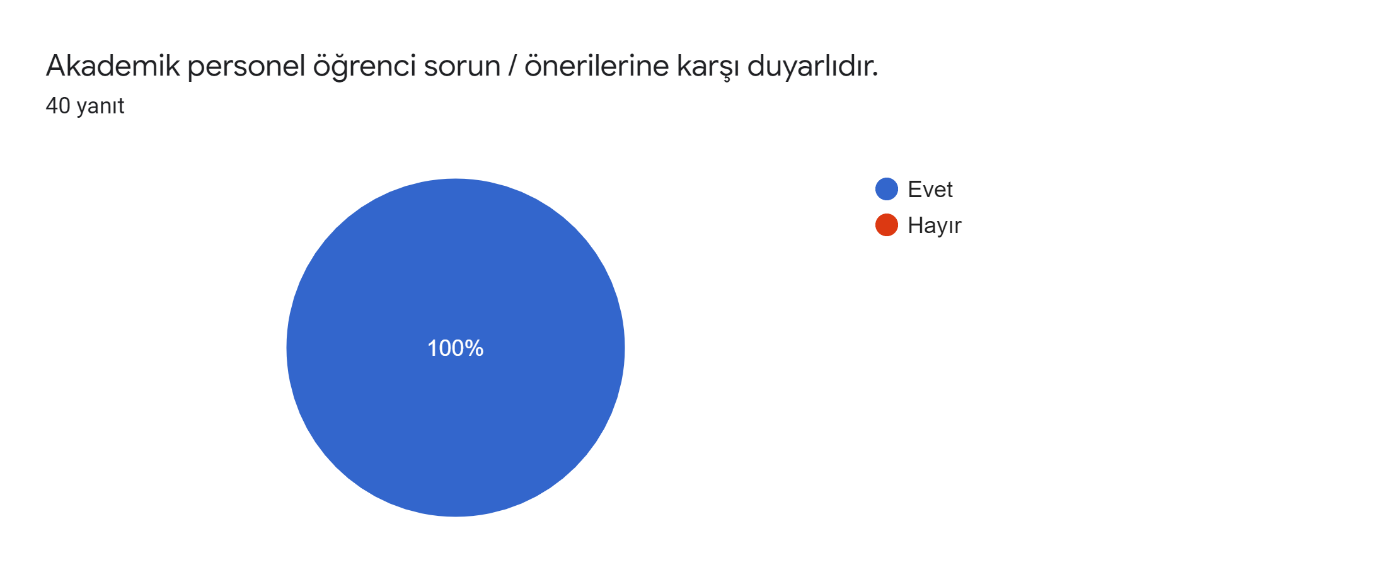 Akademik personel öğrenci sorun / önerilerine karşı duyarlıdır.
40 yanıt
Evet
Hayır
100%